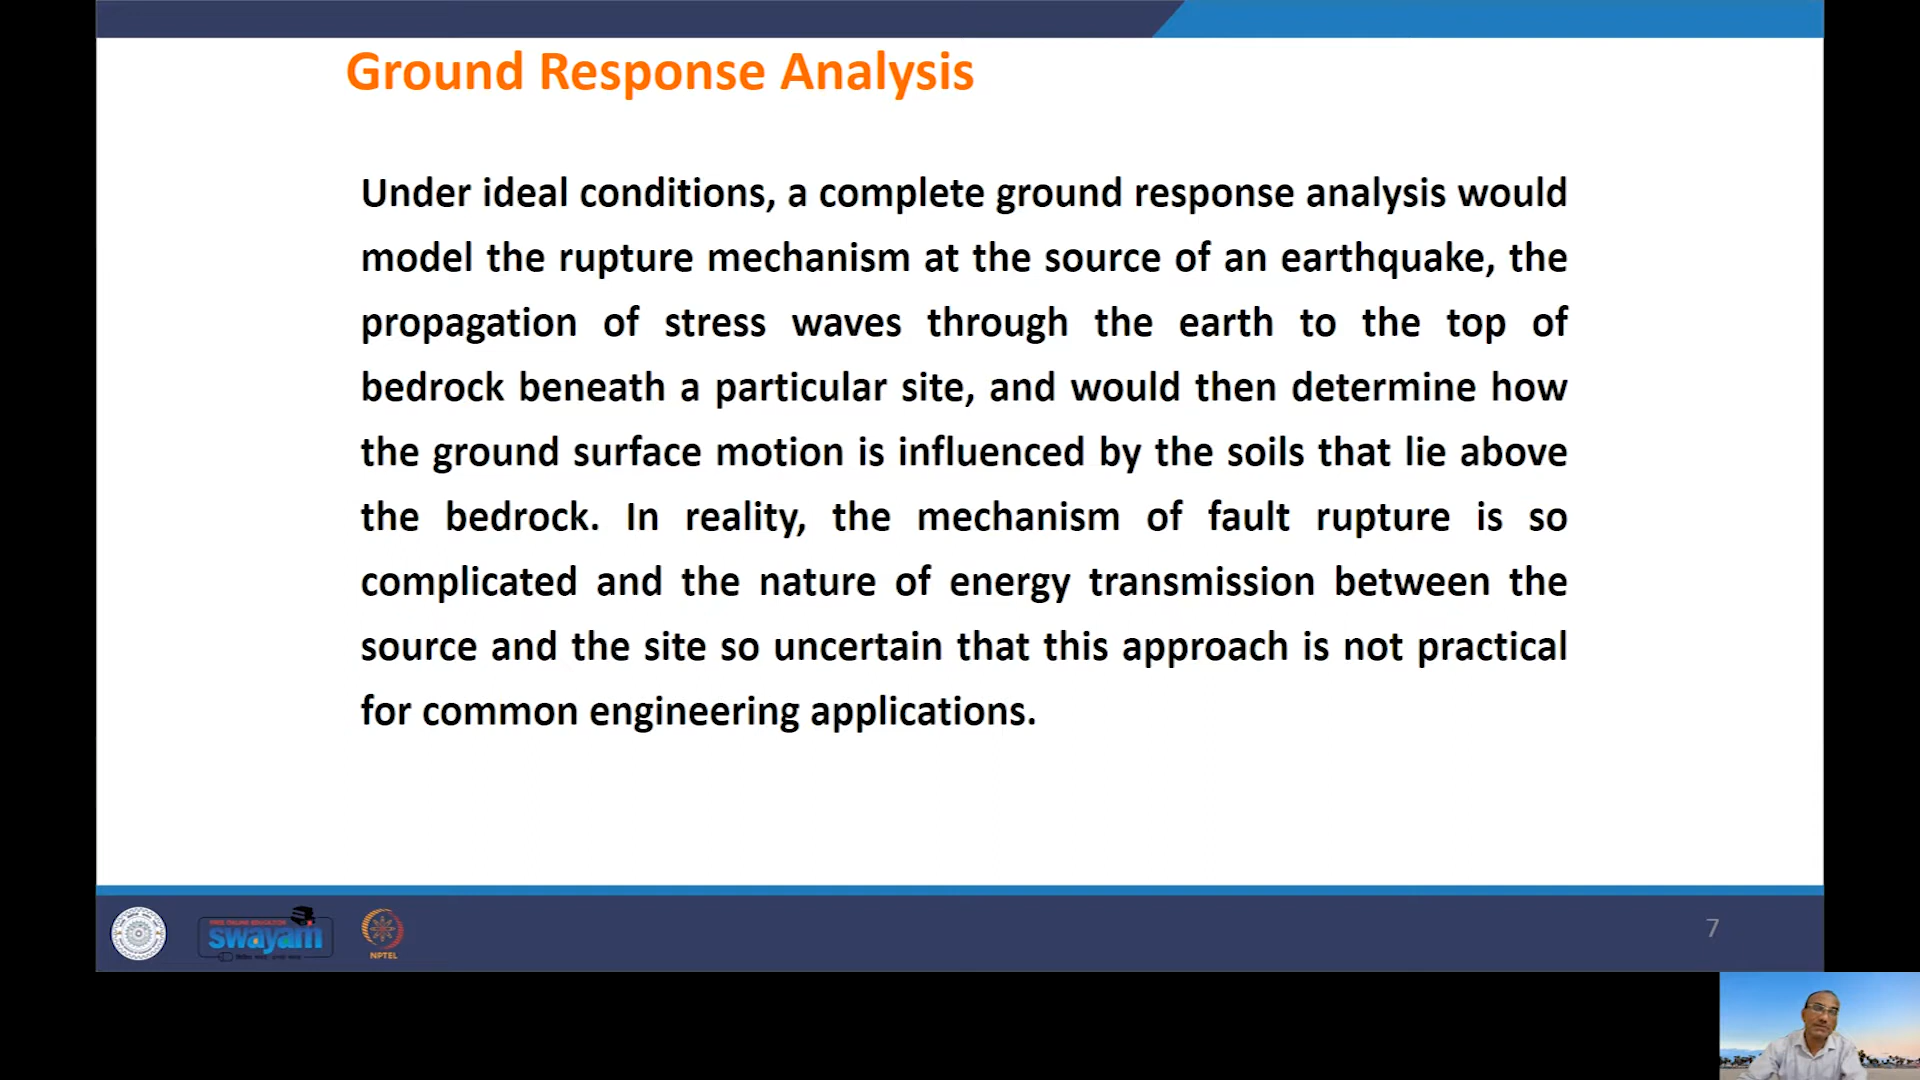 Ground Response Analysis
Under ideal conditions, a complete ground response analysis would
model the rupture mechanism at the source of an earthquake, the
propagation of stress waves through the earth to the top of
bedrock beneath a particular site, and would then determine how
the ground surface motion is influenced by the soils that lie above
the bedrock. In reality, the mechanism of fault rupture is so
complicated and the nature of energy transmission between the
source and the site so uncertain that this approach is not practical
for common engineering applications.
FREE ONLINE EDUCATION
swayam
NPTEL
7